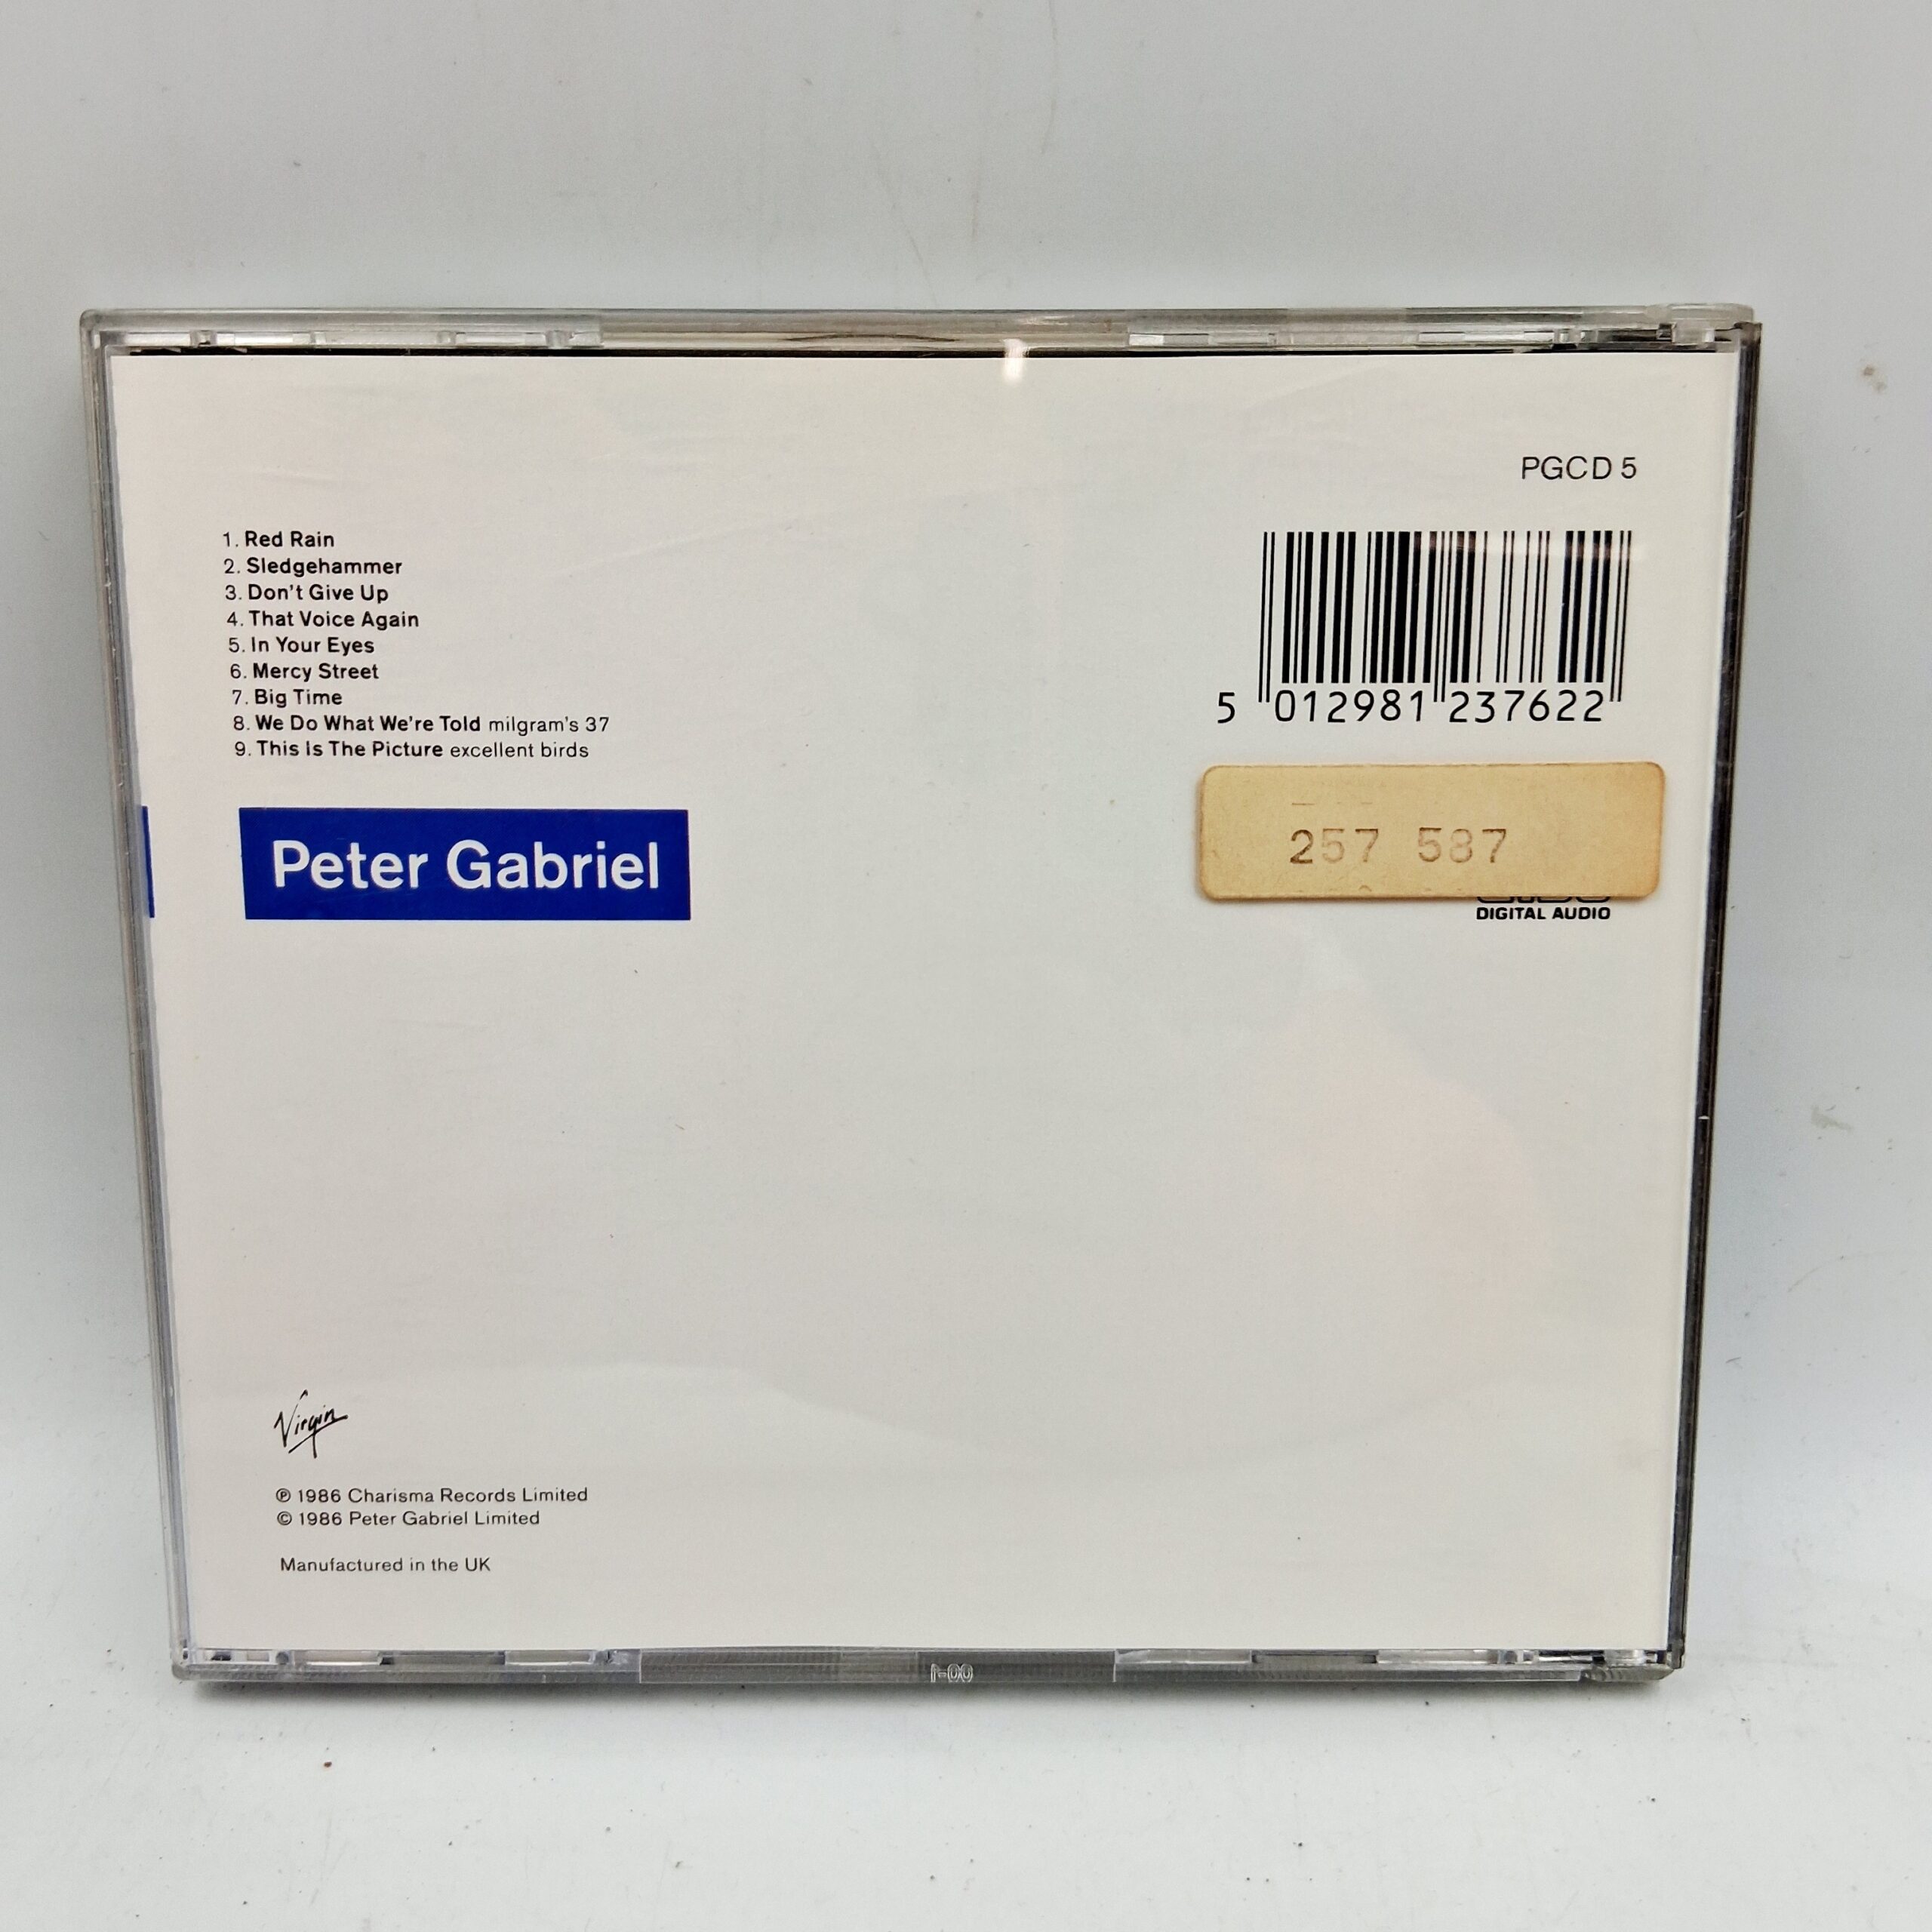 PGCD 5
1. Red Rain
2. Sledgehammer
3. Don't Give Up
4. That Voice Again
5. In Your Eyes
6. Mercy Street
7. Big Time
8. We Do What We're Told milgram's 37
9. This Is The Picture excellent birds
5 012981 237622
Peter Gabriel
257 587
DIGITAL AUDIO
Virgin
℗ 1986 Charisma Records Limited
© 1986 Peter Gabriel Limited
Manufactured in the UK